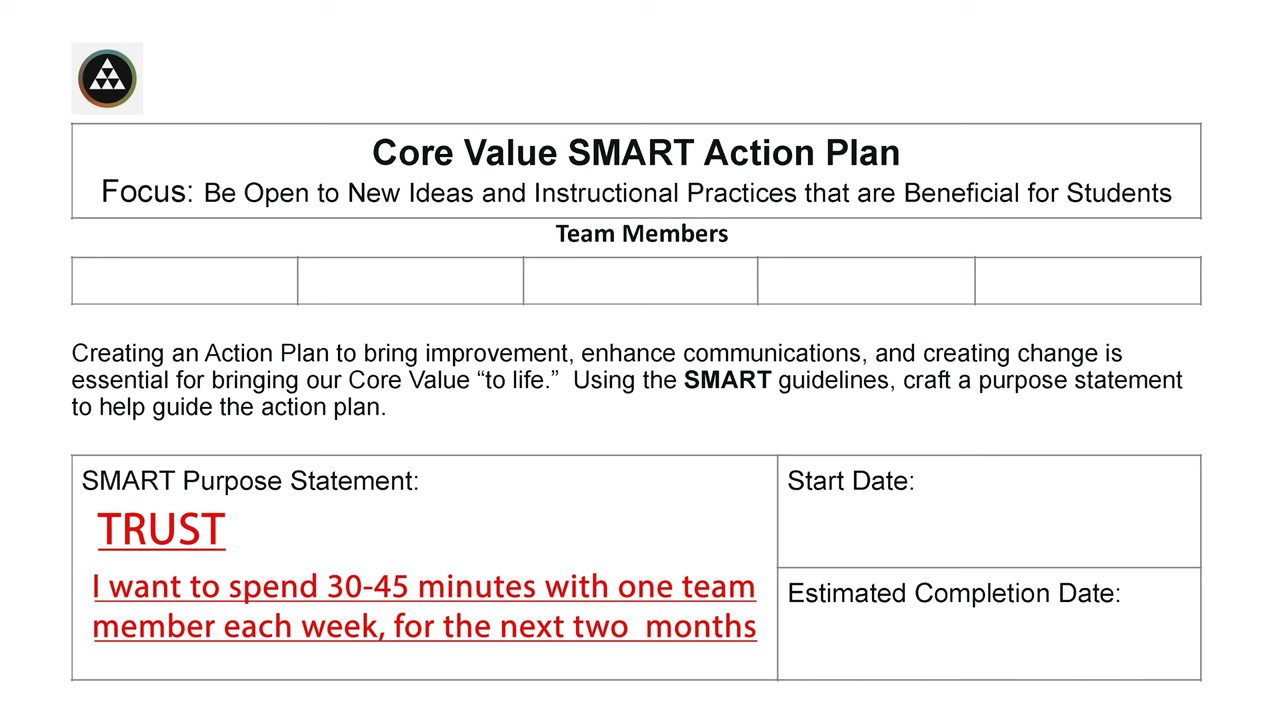 Core Value SMART Action Plan
Focus: Be Open to New Ideas and Instructional Practices that are Beneficial for Students
Team Members
Creating an Action Plan to bring improvement, enhance communications, and creating change is
essential for bringing our Core Value “to life.”  Using the SMART guidelines, craft a purpose statement
to help guide the action plan.
SMART Purpose Statement:
TRUST
I want to spend 30-45 minutes with one team
member each week, for the next two  months
Start Date:
Estimated Completion Date: